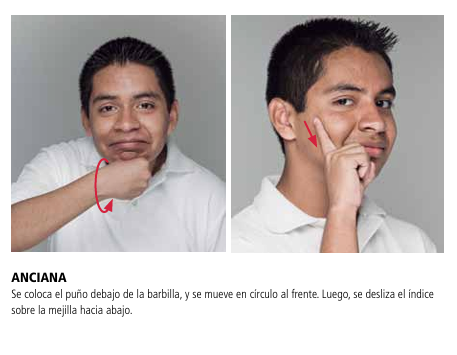 ANCIANA
Se coloca el puño debajo de la barbilla, y se mueve en círculo al frente. Luego, se desliza el índice
sobre la mejilla hacia abajo.